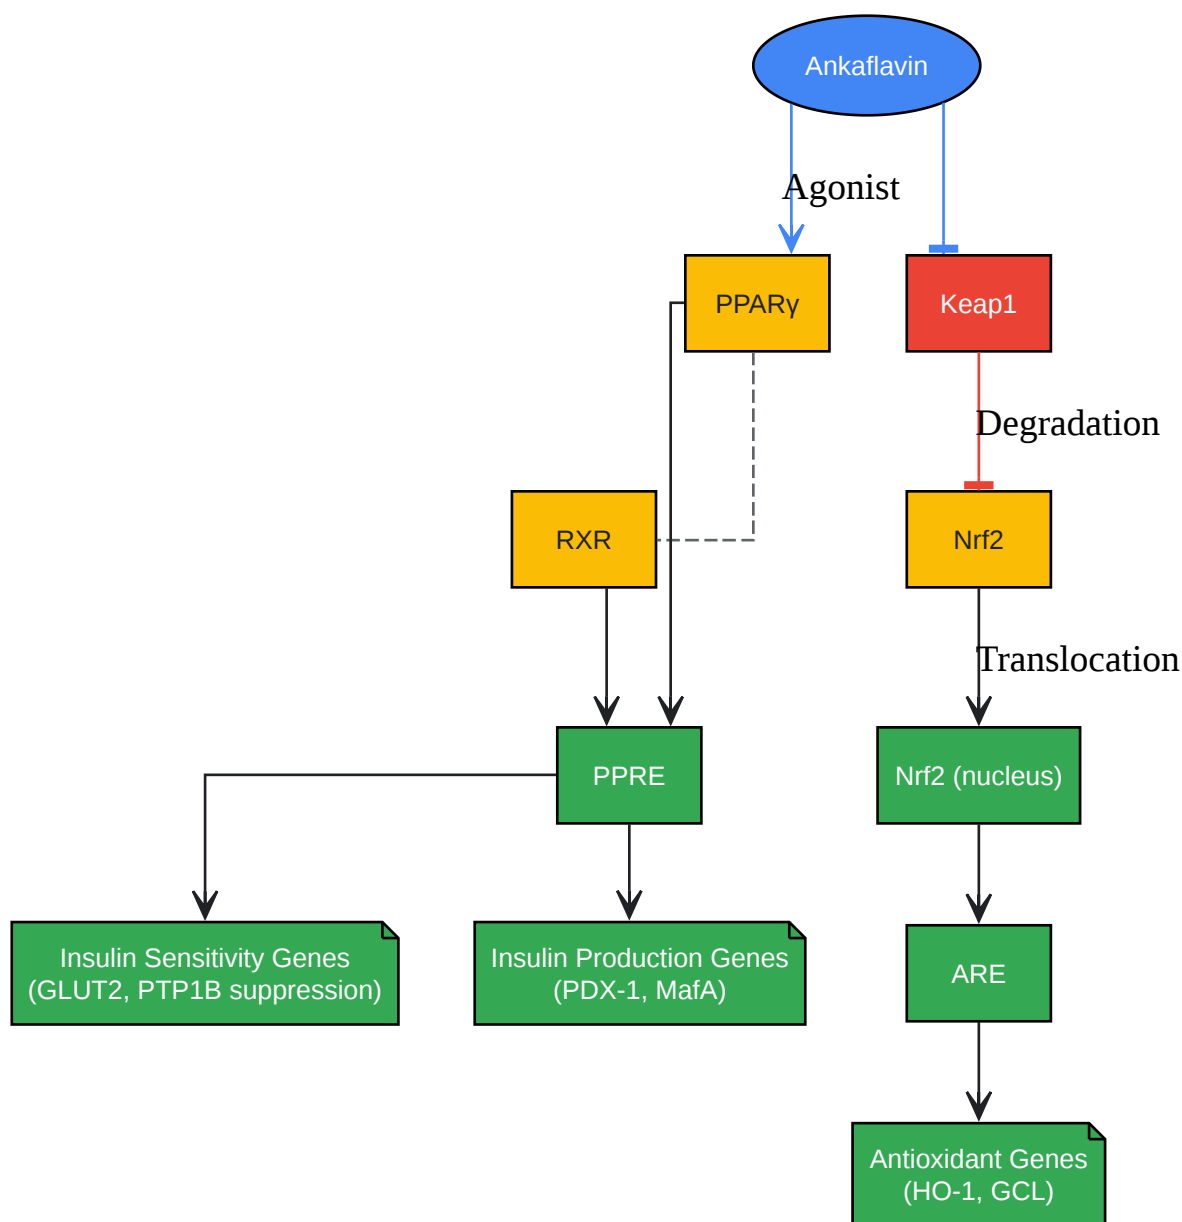 Ankaflavin
Agonist
PPARγ
Keap1
Degradation
RXR
Nrf2
Translocation
PPRE
Nrf2 (nucleus)
Insulin Sensitivity Genes
(GLUT2, PTP1B suppression)
Insulin Production Genes
(PDX-1, MafA)
ARE
Antioxidant Genes
(HO-1, GCL)